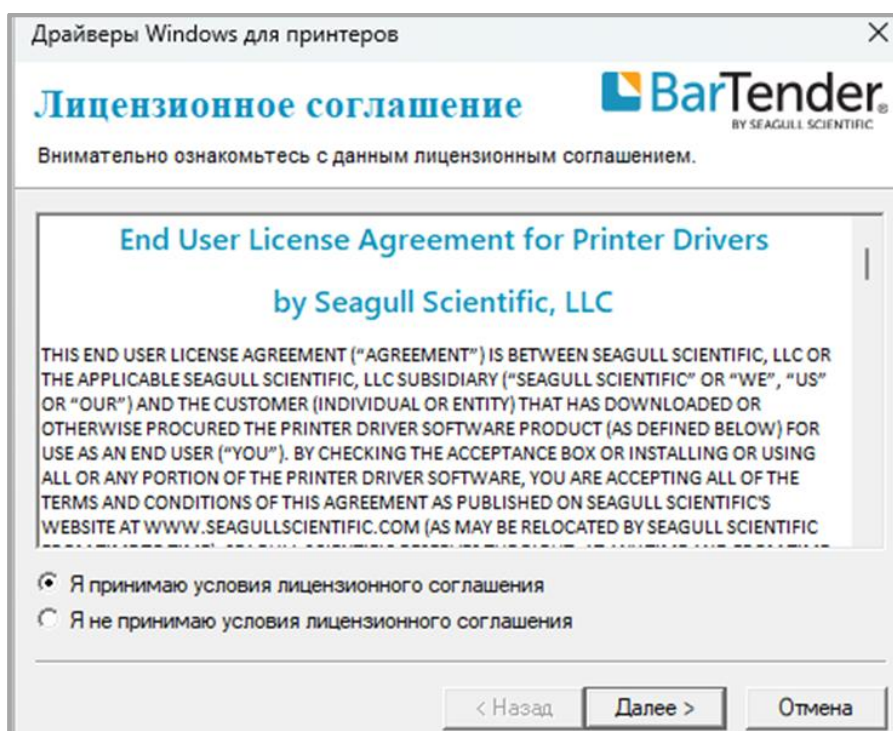 Драйверы Windows для принтеров
Лицензионное соглашение
BarTender®
BY SEAGULL SCIENTIFIC
Внимательно ознакомьтесь с данным лицензионным соглашением.
End User License Agreement for Printer Drivers
by Seagull Scientific, LLC
THIS END USER LICENSE AGREEMENT (“AGREEMENT”) IS BETWEEN SEAGULL SCIENTIFIC, LLC OR
THE APPLICABLE SEAGULL SCIENTIFIC, LLC SUBSIDIARY (“SEAGULL SCIENTIFIC” OR “WE”, “US”
OR “OUR”) AND THE CUSTOMER (INDIVIDUAL OR ENTITY) THAT HAS DOWNLOADED OR
OTHERWISE PROCURED THE PRINTER DRIVER SOFTWARE PRODUCT (AS DEFINED BELOW) FOR
USE AS AN END USER (“YOU”). BY CHECKING THE ACCEPTANCE BOX OR INSTALLING OR USING
ALL OR ANY PORTION OF THE PRINTER DRIVER SOFTWARE, YOU ARE ACCEPTING ALL OF THE
TERMS AND CONDITIONS OF THIS AGREEMENT AS PUBLISHED ON SEAGULL SCIENTIFIC'S
WEBSITE AT WWW.SEAGULLSCIENTIFIC.COM (AS MAY BE RELOCATED BY SEAGULL SCIENTIFIC
Я принимаю условия лицензионного соглашения
Я не принимаю условия лицензионного соглашения
< Назад Далее > Отмена